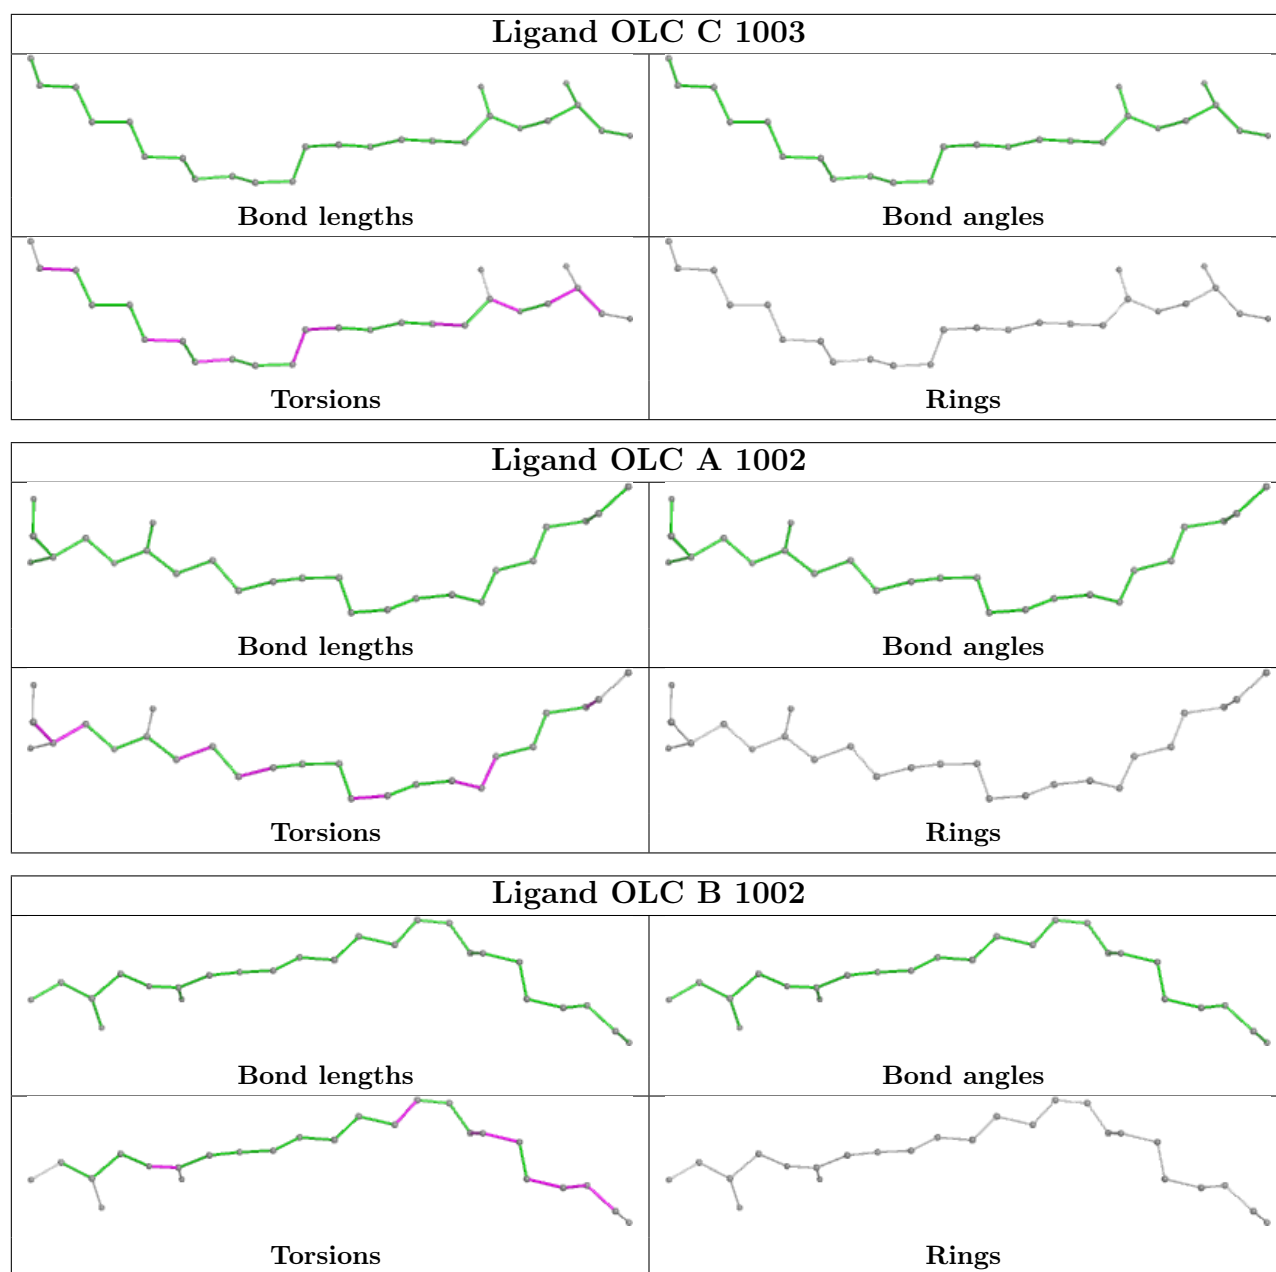 Ligand OLC C 1003
Bond lengths
Bond angles
Torsions
Rings
Ligand OLC A 1002
Bond lengths
Bond angles
Torsions
Rings
Ligand OLC B 1002
Bond lengths
Bond angles
Torsions
Rings